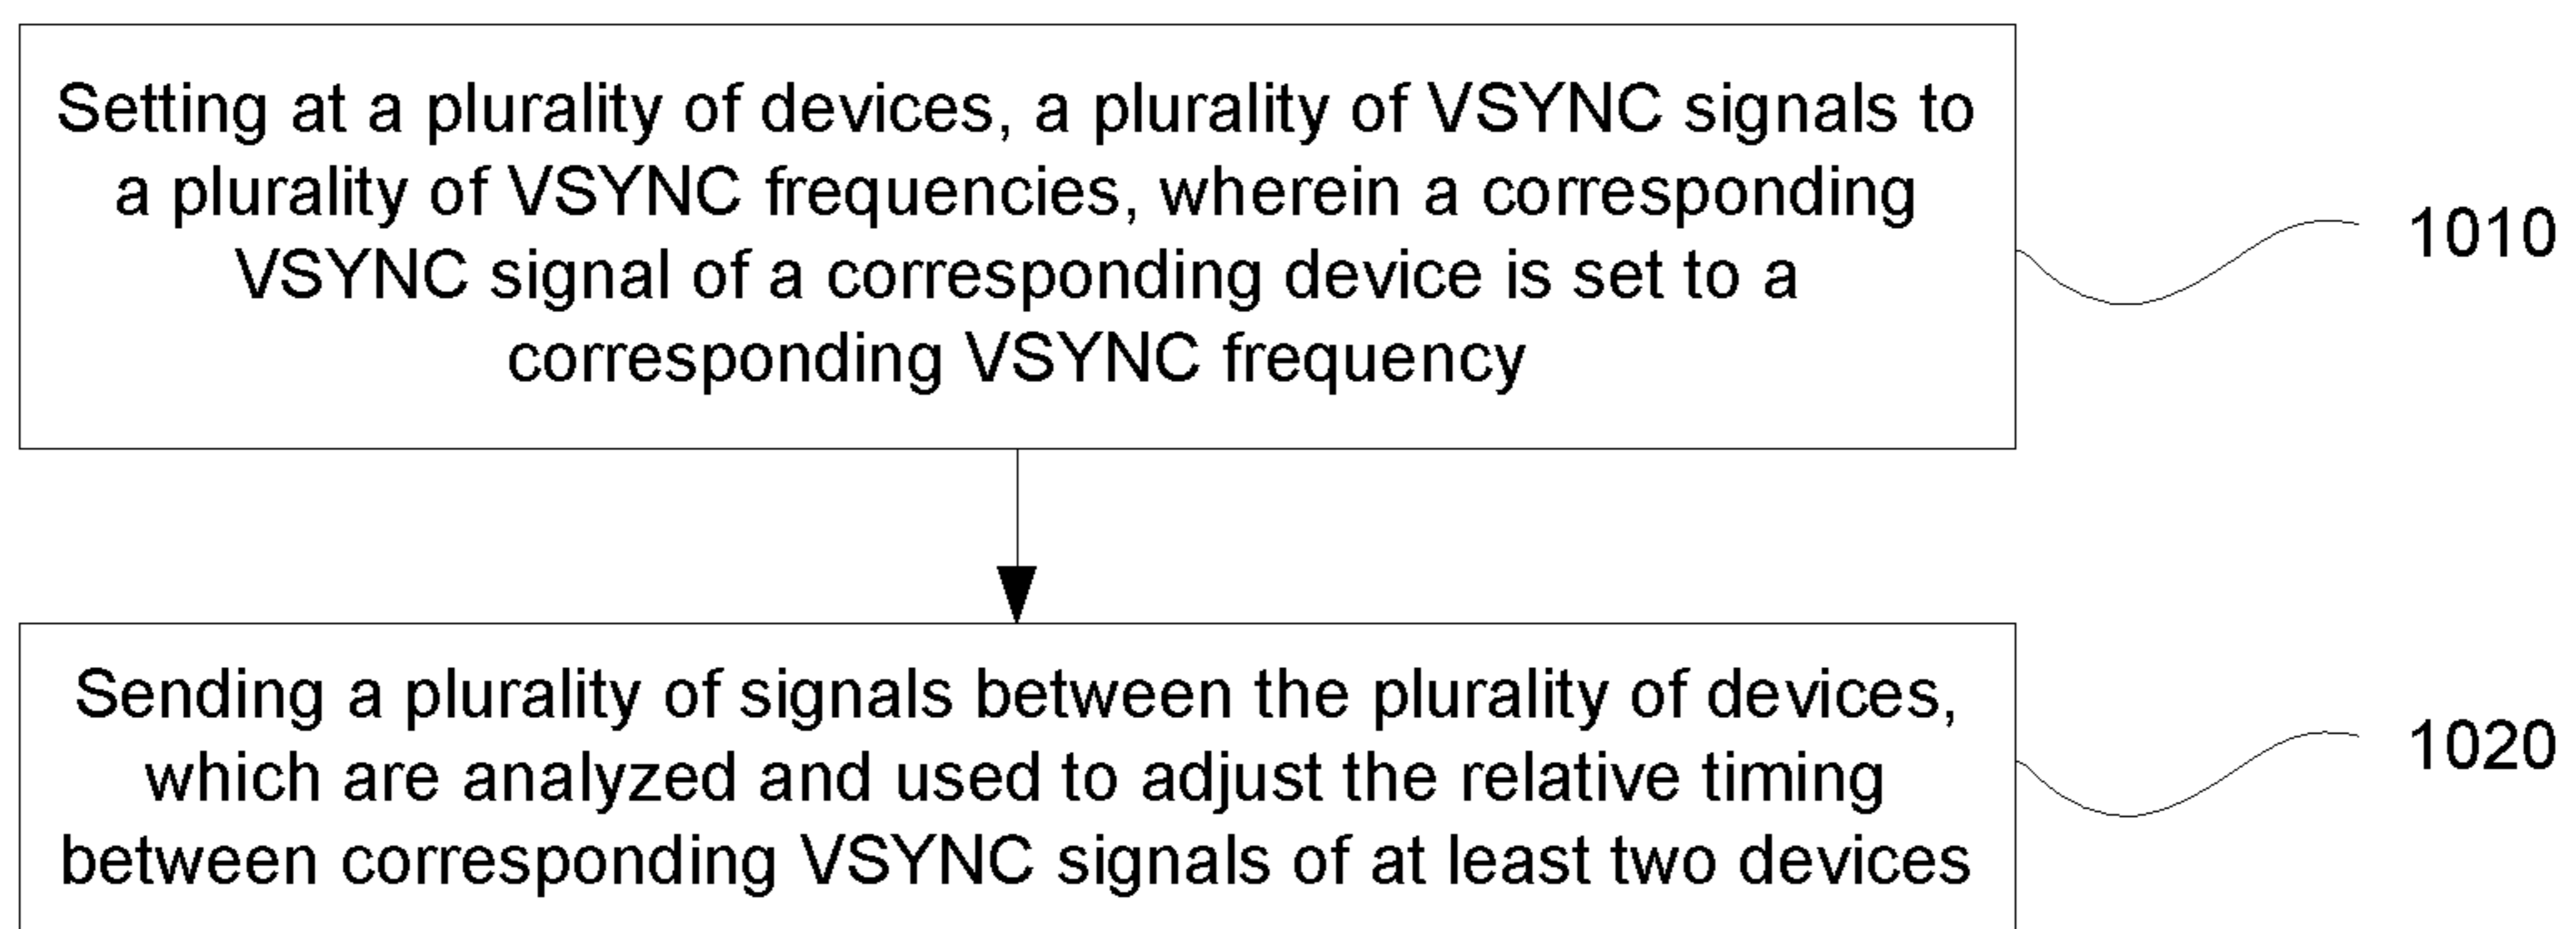 Setting at a plurality of devices, a plurality of VSYNC signals to
a plurality of VSYNC frequencies, wherein a corresponding
VSYNC signal of a corresponding device is set to a
corresponding VSYNC frequency
1010
Sending a plurality of signals between the plurality of devices,
which are analyzed and used to adjust the relative timing
between corresponding VSYNC signals of at least two devices
1020